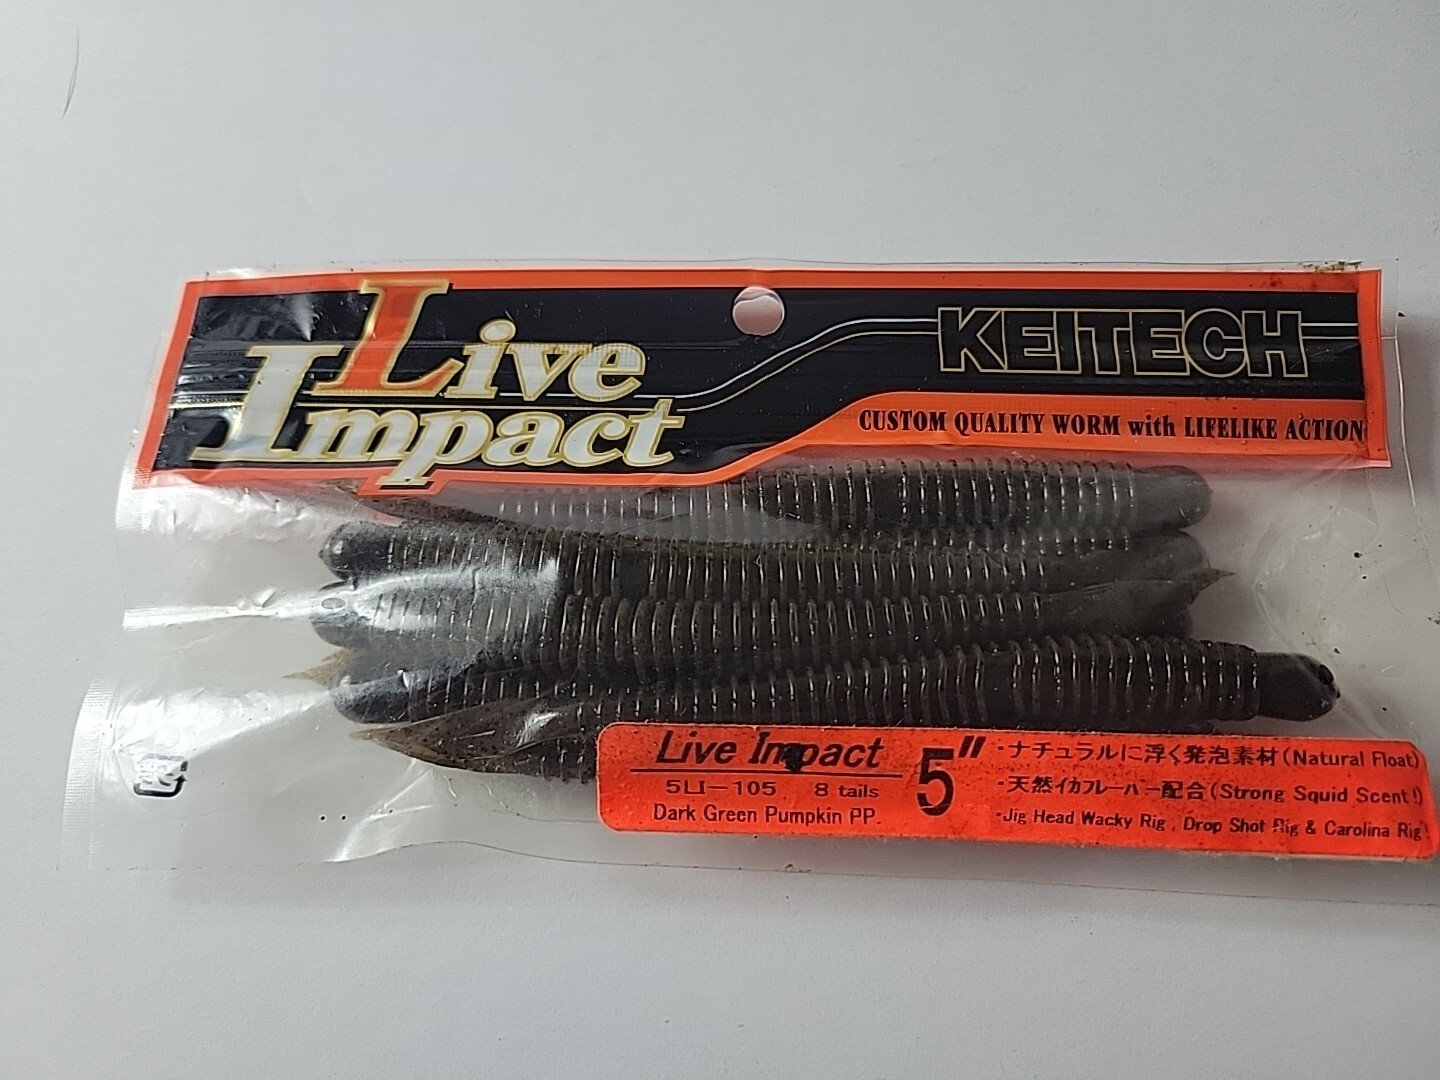 Live
Impact
KEITECH
CUSTOM QUALITY WORM with LIFELIKE ACTION
Live Impact
5LI-105 8 tails
Dark Green Pumpkin PP.
5"
・ナチュラルに浮く発泡素材(Natural Float)
・天然イカフレーバー配合(Strong Squid Scent!)
・Jig Head Wacky Rig, Drop Shot Rig & Carolina Rig